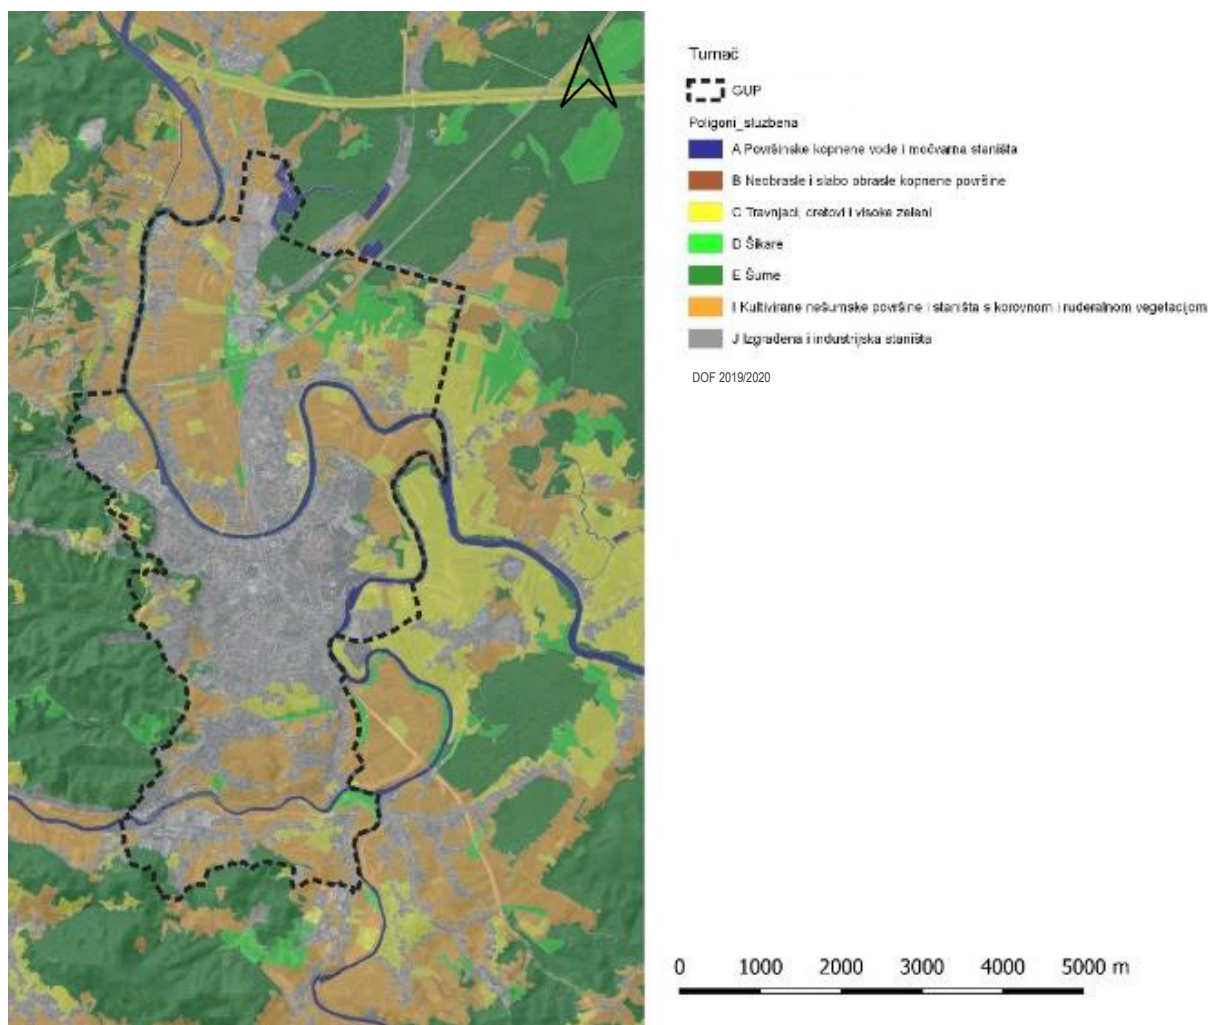 Tumač
GUP
Poligoni_sluzbena
A Površinske kopnene vode i močvarna staništa
B Neobrasle i slabo obrasle kopnene površine
C Travnjaci, cretovi i visoke zeleni
D Šikare
E Šume
I Kultivirane nešumske površine i staništa s korovnom i ruderalnom vegetacijom
J Izgrađena i industrijska staništa
DOF 2019/2020
0 1000 2000 3000 4000 5000 m